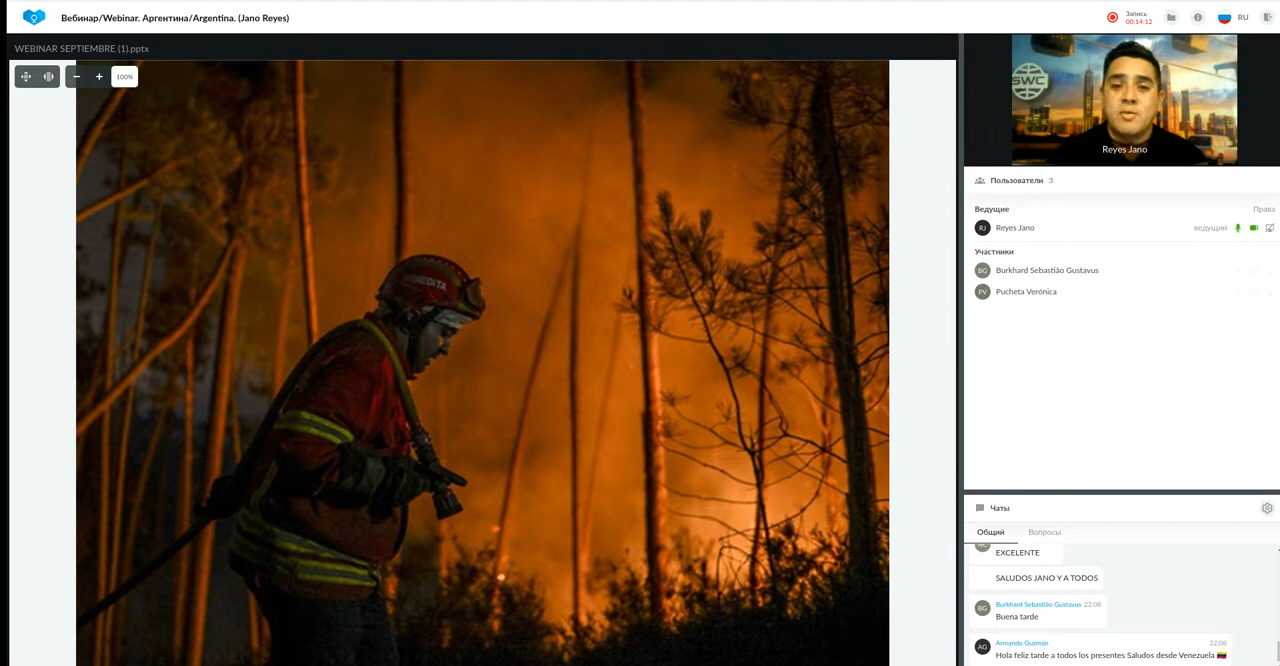 Вебинар/Webinar. Аргентина/Argentina. (Jano Reyes)
Запись
00:14:12
RU
WEBINAR SEPTIEMBRE (1).pptx
100%
SWC
Reyes Jano
Пользователи 3
Ведущие Права
RJ Reyes Jano ведущий
Участники
BG Burkhard Sebastião Gustavus
PV Pucheta Verónica
Чаты
Общий Вопросы
EXCELENTE
SALUDOS JANO Y A TODOS
BG Burkhard Sebastião Gustavus 22:08
Buena tarde
AG Armando Guzmán 22:08
Hola feliz tarde a todos los presentes Saludos desde Venezuela 🇻🇪